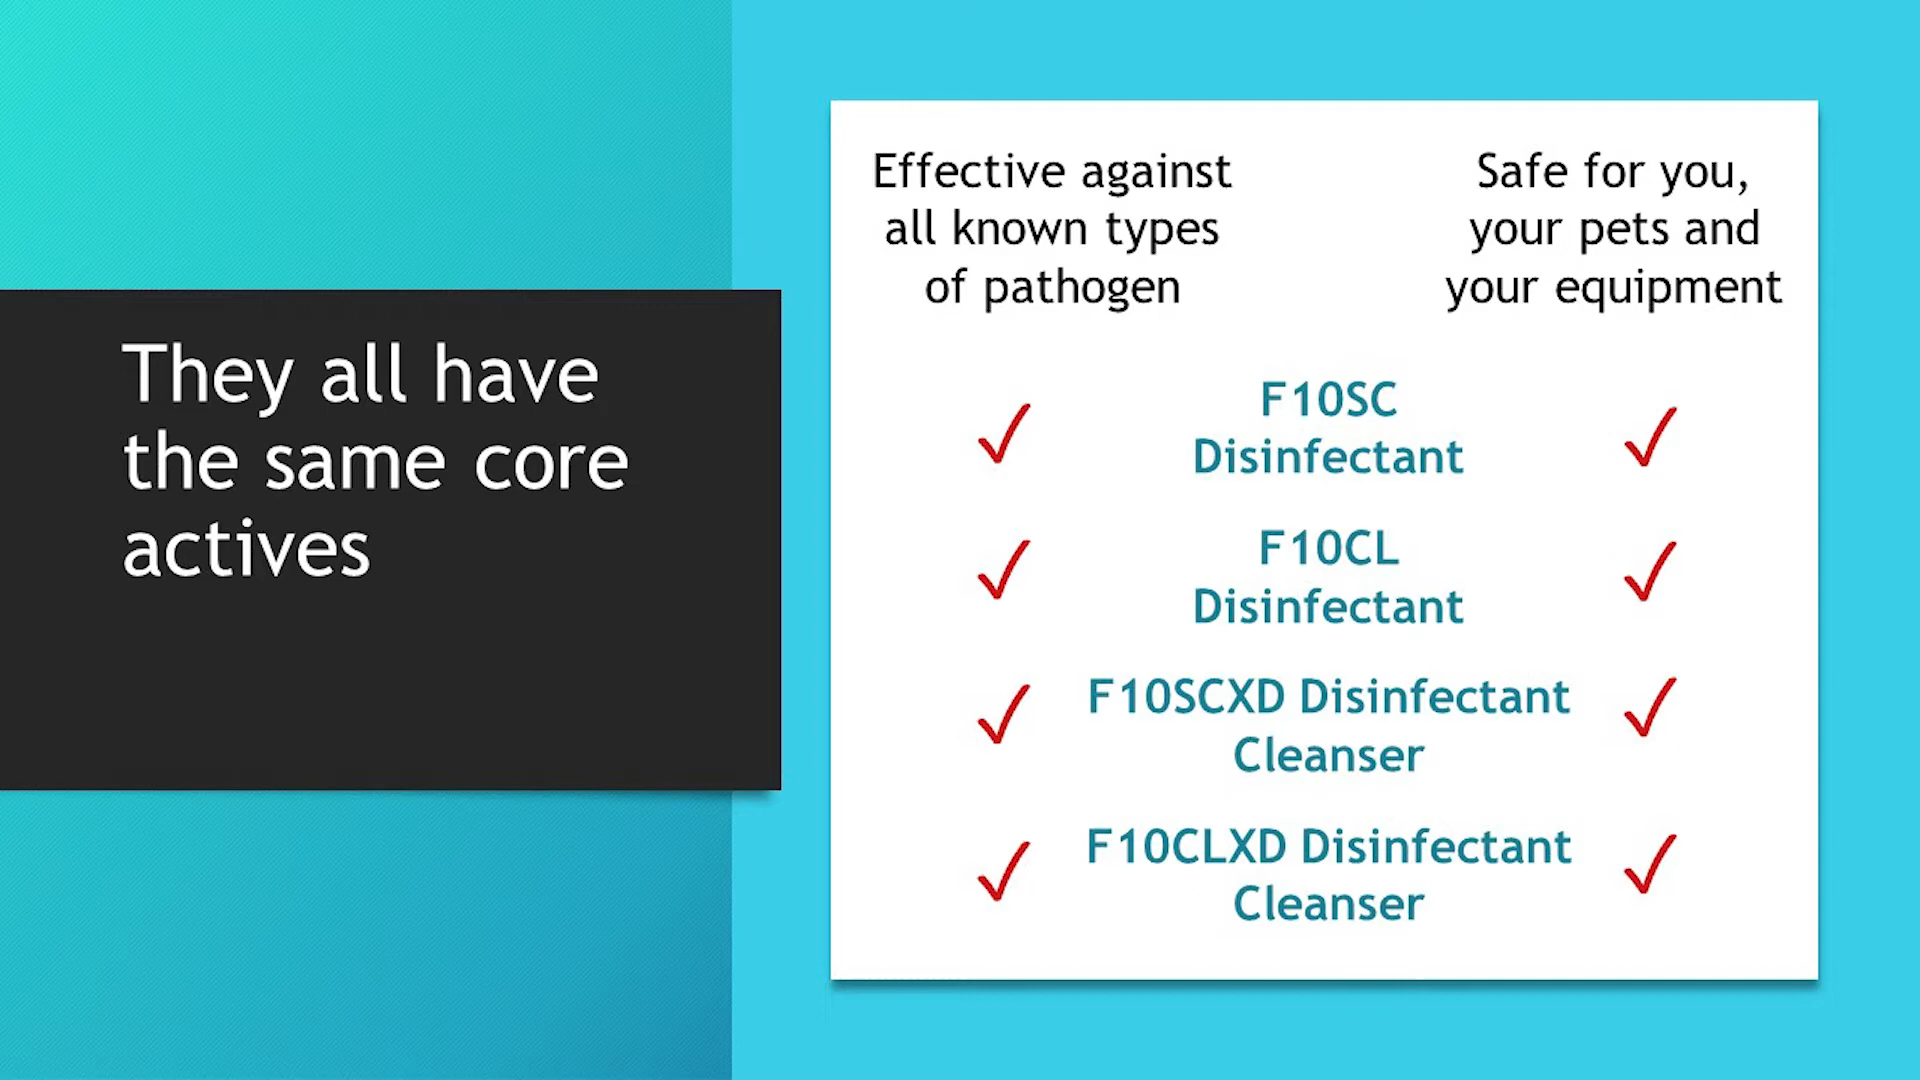 They all have
the same core
actives
Effective against
all known types
of pathogen
Safe for you,
your pets and
your equipment
F10SC
Disinfectant
F10CL
Disinfectant
F10SCXD Disinfectant
Cleanser
F10CLXD Disinfectant
Cleanser